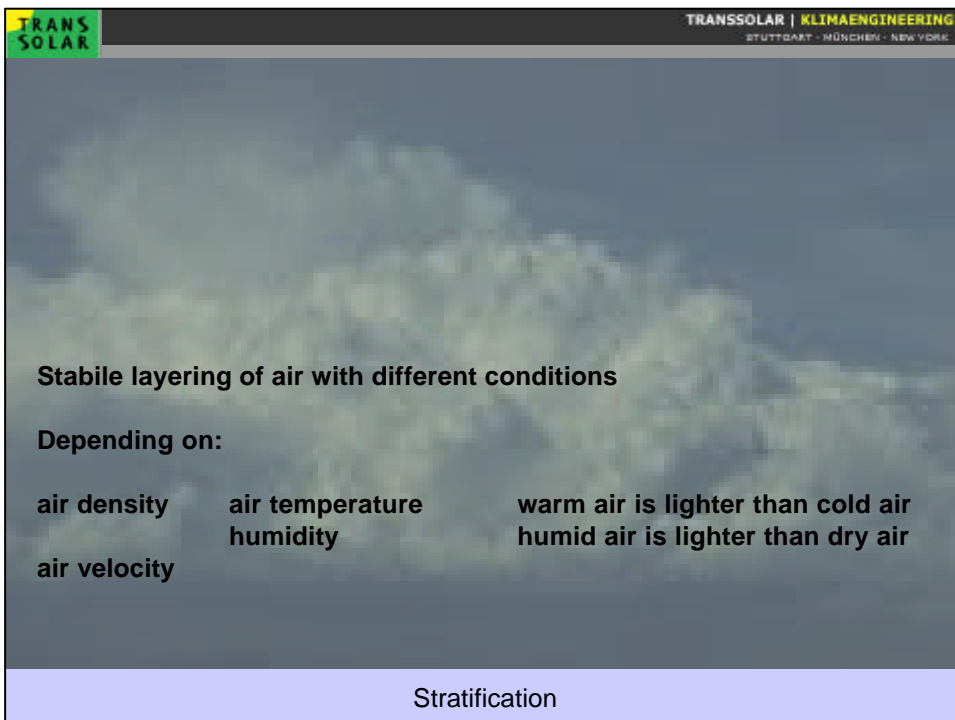 TRANS
SOLAR
TRANSSOLAR | KLIMAENGINEERING
STUTTGART - MÜNCHEN - NEW YORK
Stabile layering of air with different conditions
Depending on:
air density air temperature warm air is lighter than cold air
humidity humid air is lighter than dry air
air velocity
Stratification